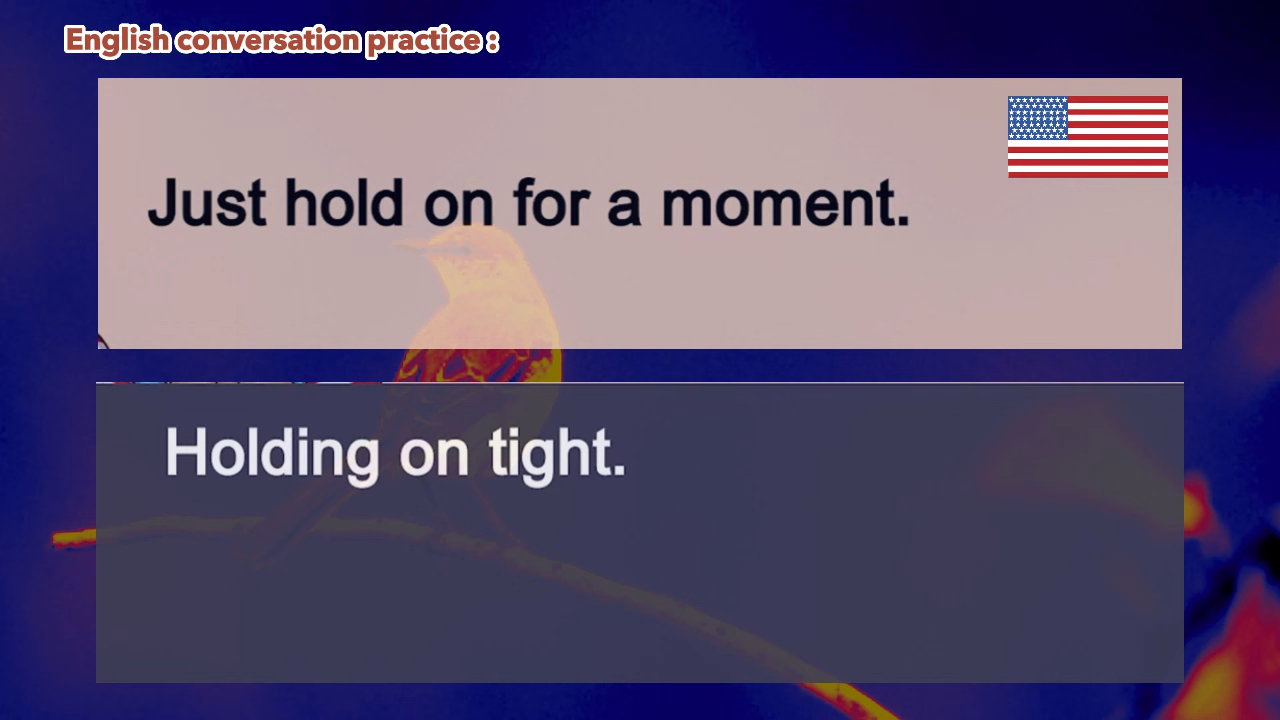 English conversation practice :
Just hold on for a moment.
Holding on tight.